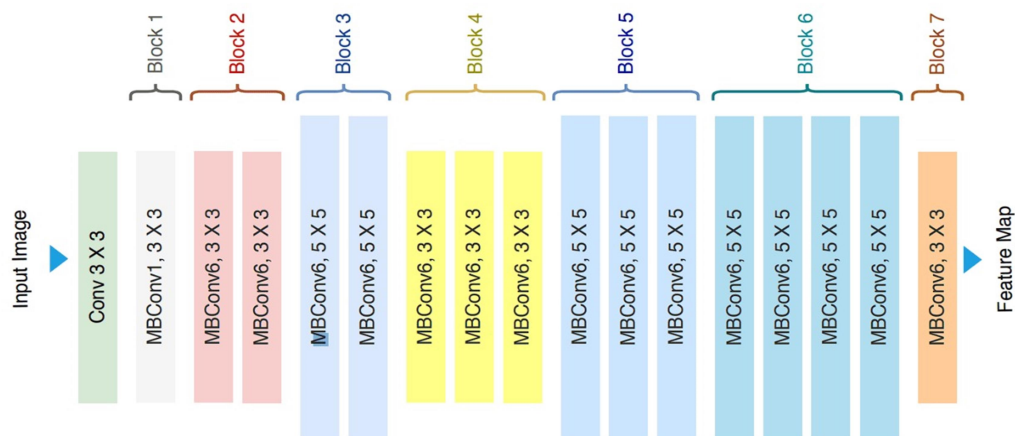 Block 1
Block 2
Block 3
Block 4
Block 5
Block 6
Block 7
Input Image
Conv 3 X 3
MBConv1, 3 X 3
MBConv6, 3 X 3
MBConv6, 3 X 3
MBConv6, 5 X 5
MBConv6, 5 X 5
MBConv6, 3 X 3
MBConv6, 3 X 3
MBConv6, 3 X 3
MBConv6, 5 X 5
MBConv6, 5 X 5
MBConv6, 5 X 5
MBConv6, 5 X 5
MBConv6, 5 X 5
MBConv6, 5 X 5
MBConv6, 5 X 5
MBConv6, 3 X 3
Feature Map